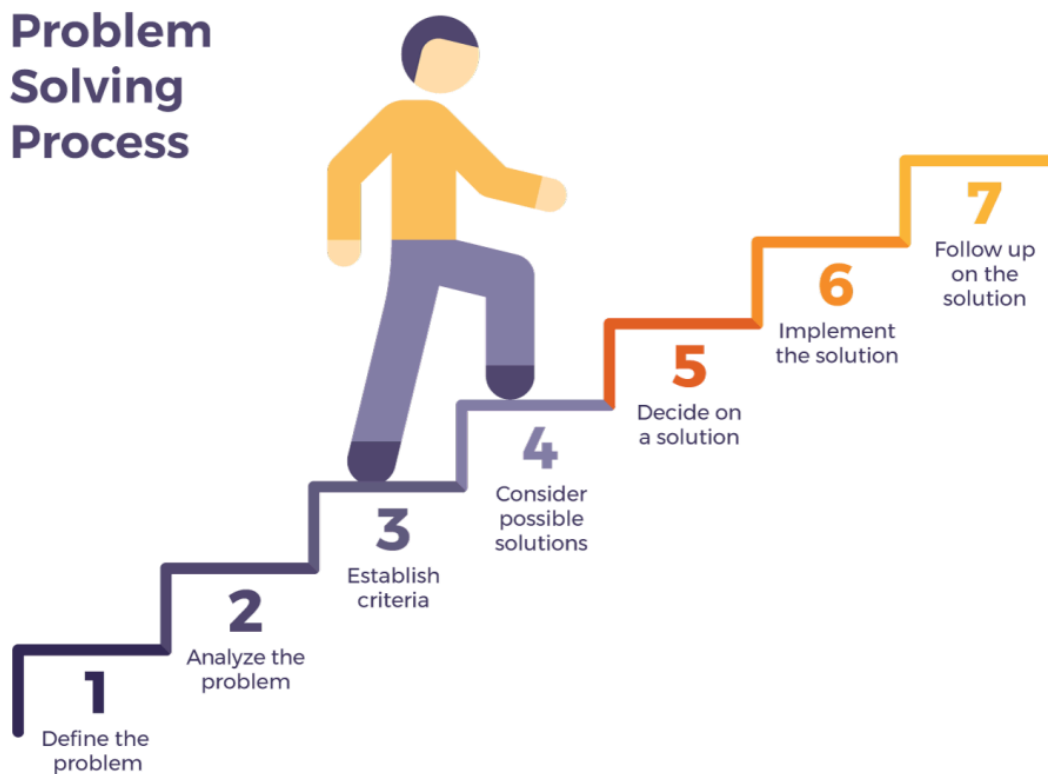 Problem
Solving
Process
1
Define the
problem
2
Analyze the
problem
3
Establish
criteria
4
Consider
possible
solutions
5
Decide on
a solution
6
Implement
the solution
7
Follow up
on the
solution